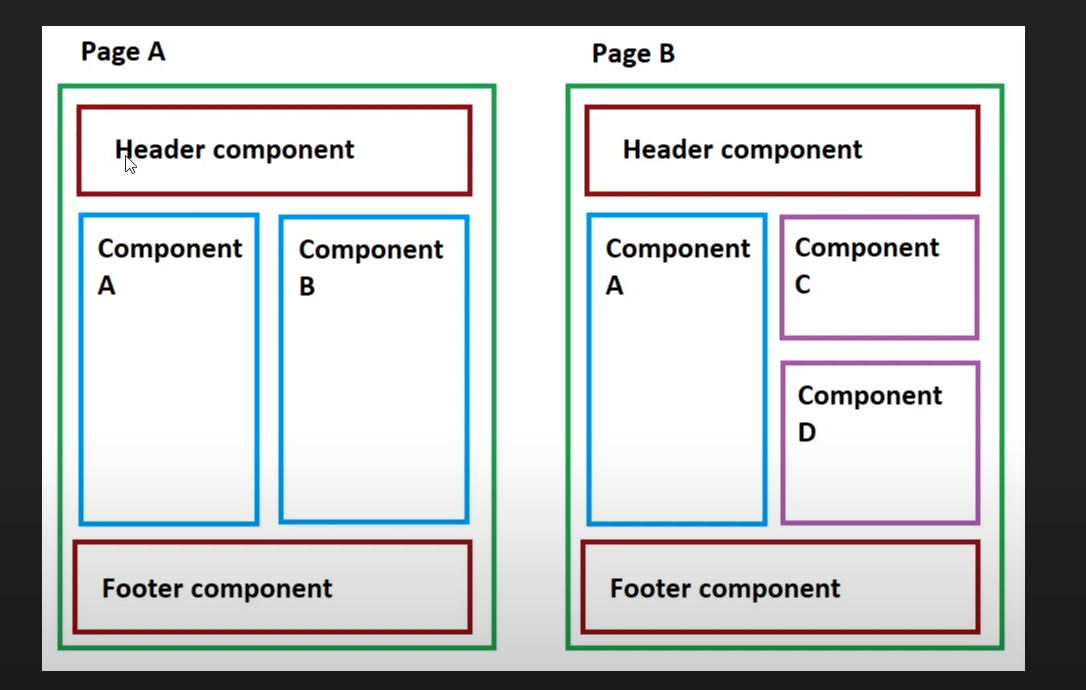 Page A
Header component
Component
A
Component
B
Footer component
Page B
Header component
Component
A
Component
C
Component
D
Footer component